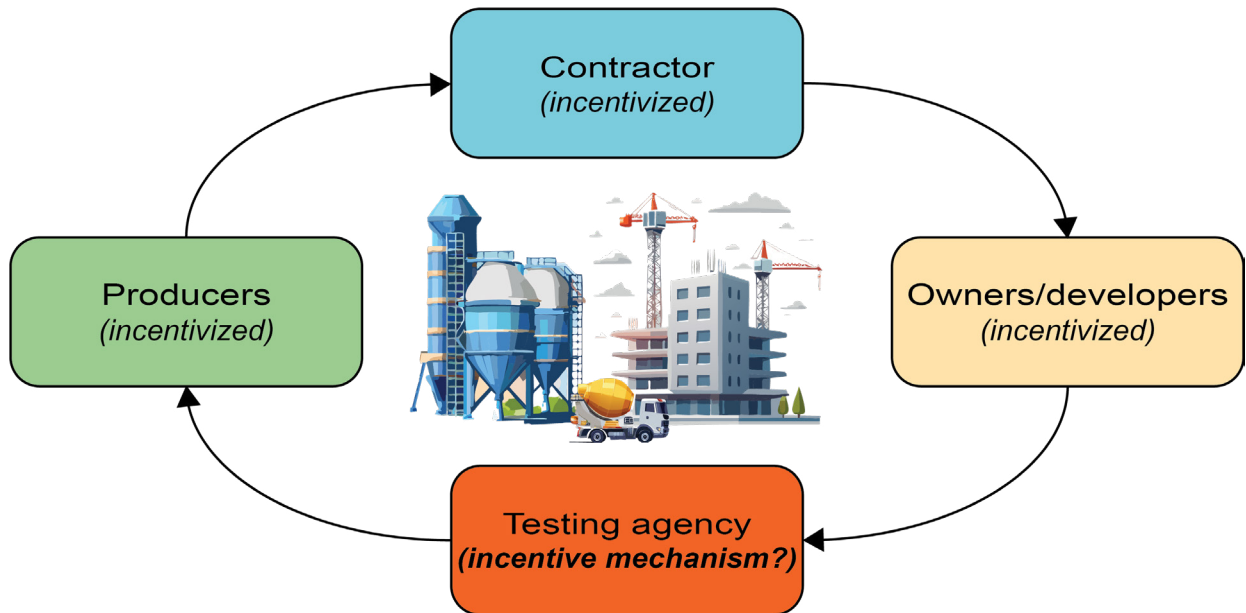 Contractor
(incentivized)
Producers
(incentivized)
Owners/developers
(incentivized)
Testing agency
(incentive mechanism?)